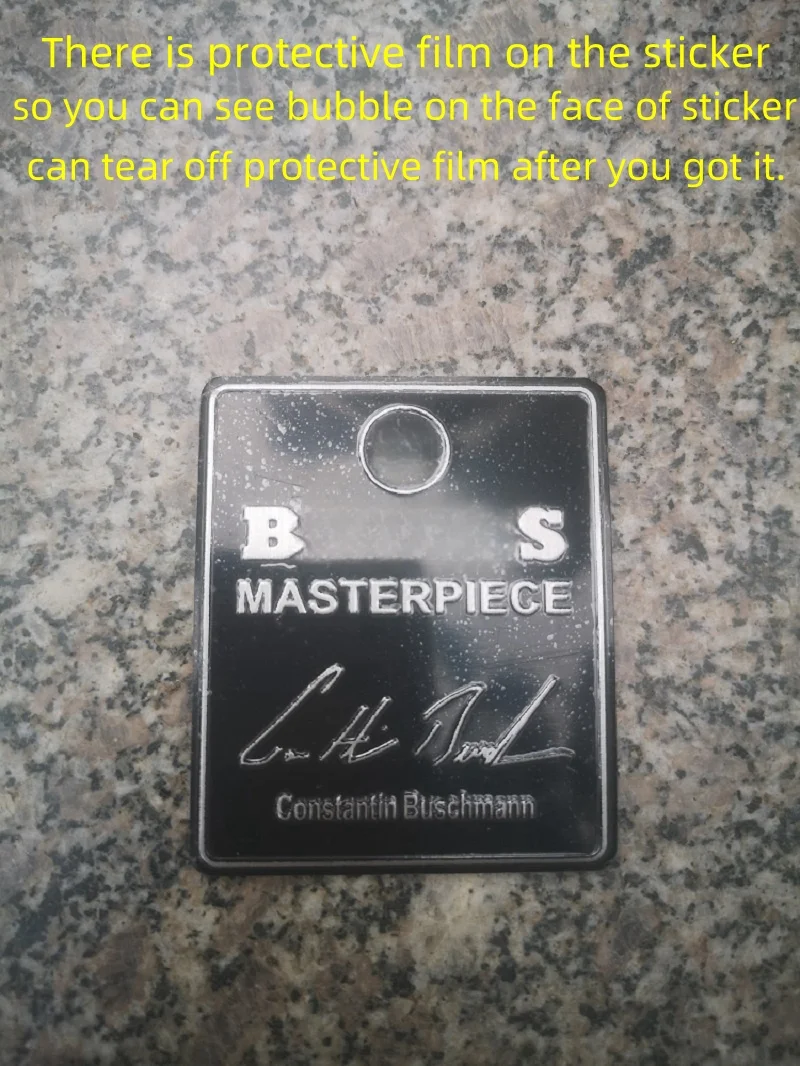 There is protective film on the sticker
so you can see bubble on the face of sticker
can tear off protective film after you got it.
B S
MASTERPIECE
Constantin Buschmann